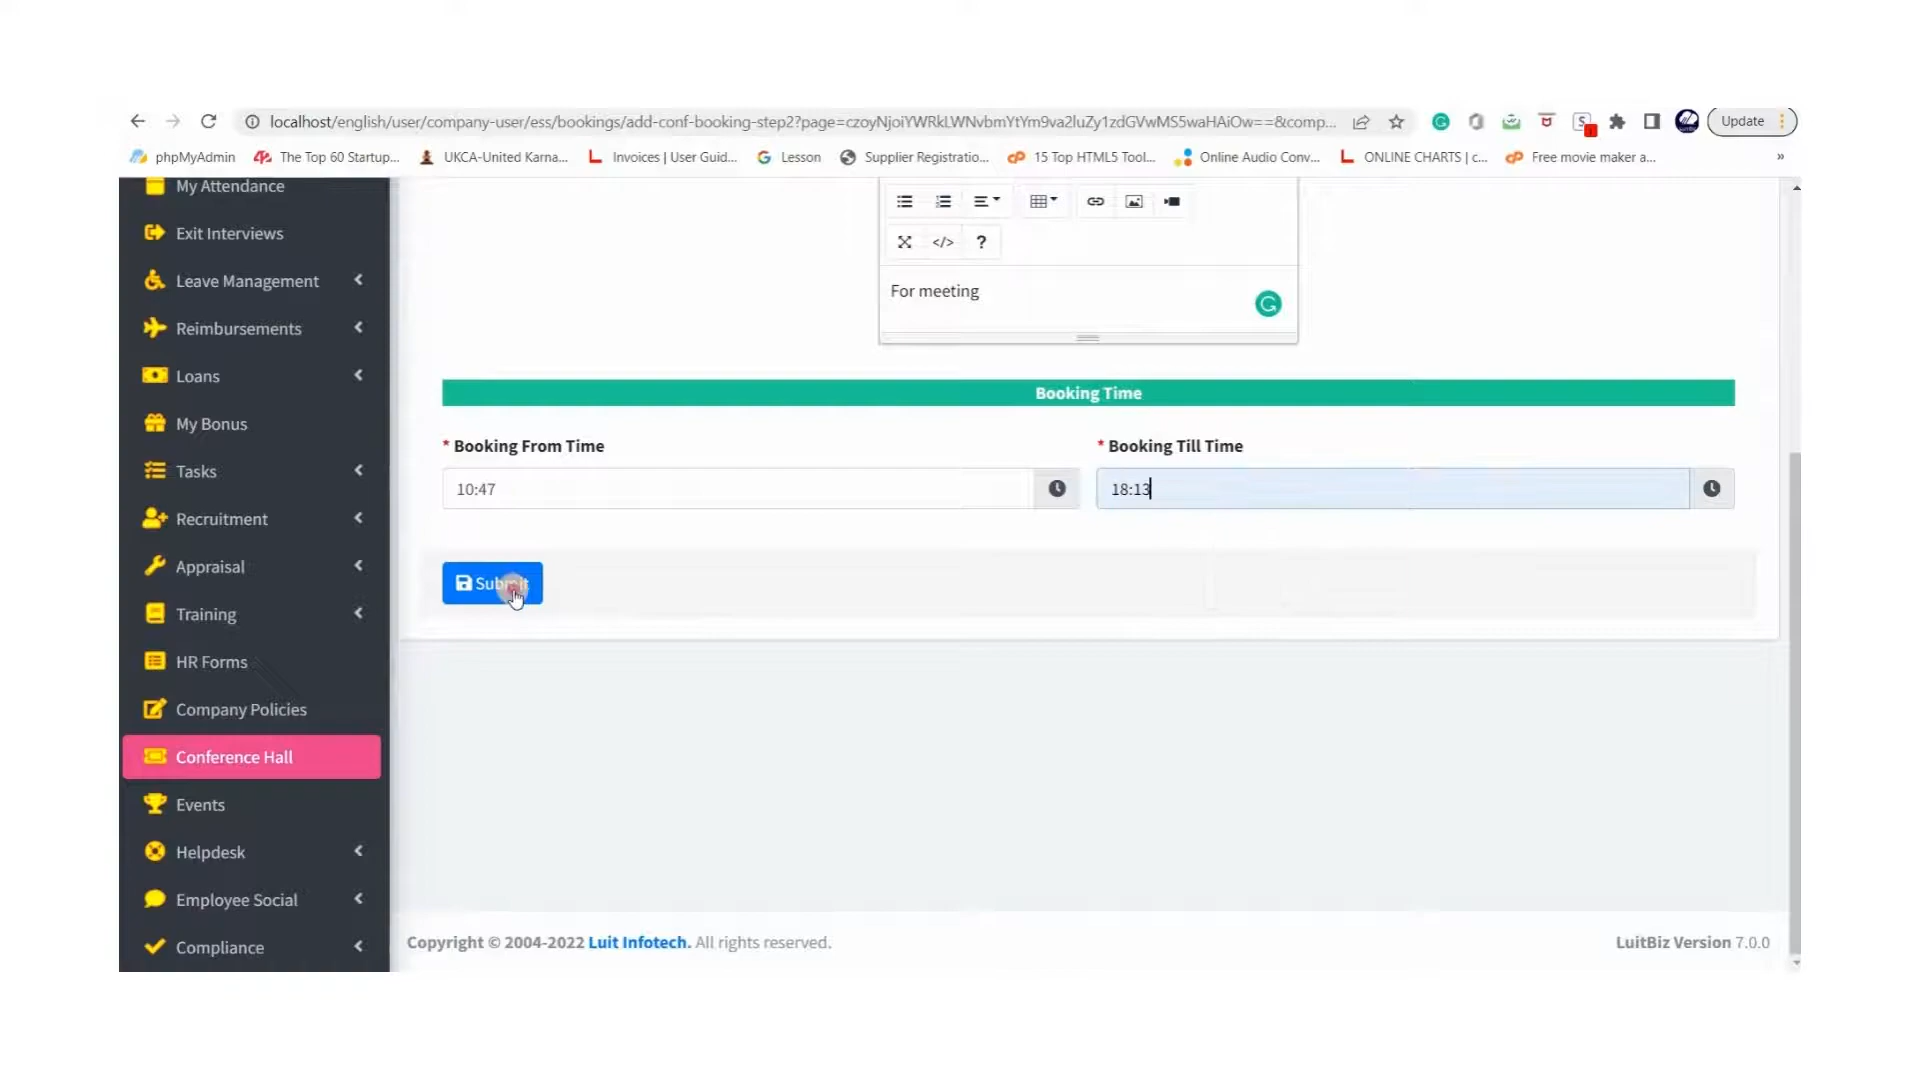 localhost/english/user/company-user/ess/bookings/add-conf-booking-step2?page=czoyNjoiYWRkLWNvbmYtYm9va2luZy1zdGVwMS5waHAiOw==&comp...
Update
phpMyAdmin
The Top 60 Startup...
UKCA-United Karna...
Invoices | User Guid...
Lesson
Supplier Registratio...
15 Top HTML5 Tool...
Online Audio Conv...
ONLINE CHARTS | c...
Free movie maker a...
»
My Attendance
Exit Interviews
Leave Management
Reimbursements
Loans
My Bonus
Tasks
Recruitment
Appraisal
Training
HR Forms
Company Policies
Conference Hall
Events
Helpdesk
Employee Social
Compliance
</> ?
For meeting
Booking Time
* Booking From Time
* Booking Till Time
10:47
18:13
Submit
Copyright © 2004-2022 Luit Infotech. All rights reserved.
LuitBiz Version 7.0.0